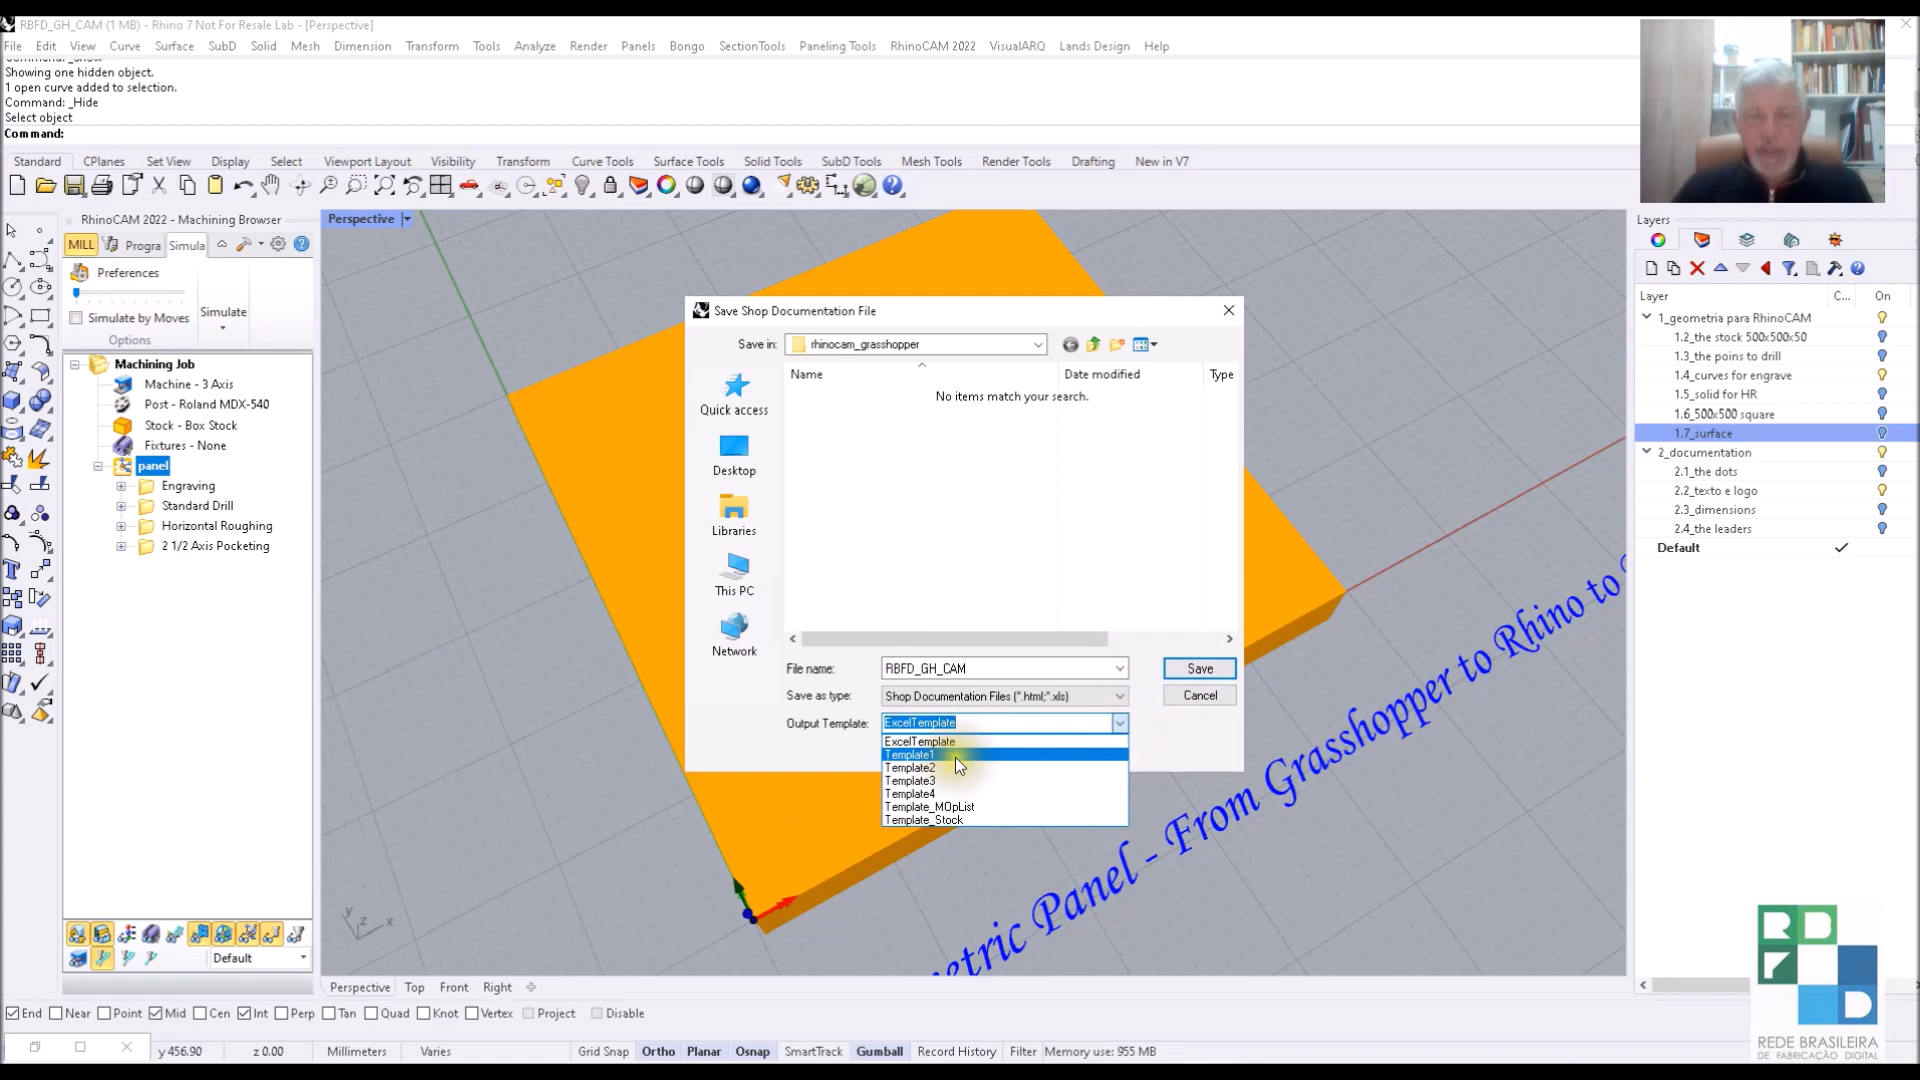 RBFD_GH_CAM (1 MB) - Rhino 7 Not For Resale Lab - [Perspective]
File Edit View Curve Surface SubD Solid Mesh Dimension Transform Tools Analyze Render Panels Bongo SectionTools Paneling Tools RhinoCAM 2022 VisualARQ Lands Design Help
Command: _Show
Showing one hidden object.
1 open curve added to selection.
Command: _Hide
Select object
Command:
Standard CPlanes Set View Display Select Viewport Layout Visibility Transform Curve Tools Surface Tools Solid Tools SubD Tools Mesh Tools Render Tools Drafting New in V7
RhinoCAM 2022 - Machining Browser
MILL Progra Simula
Preferences
Simulate by Moves
Simulate
Options
Machining Job
Machine - 3 Axis
Post - Roland MDX-540
Stock - Box Stock
Fixtures - None
panel
Engraving
Standard Drill
Horizontal Roughing
2 1/2 Axis Pocketing
Default
Perspective
Save Shop Documentation File
Save in: rhinocam_grasshopper
Name Date modified Type
No items match your search.
Quick access
Desktop
Libraries
This PC
Network
File name: RBFD_GH_CAM Save
Save as type: Shop Documentation Files (*.html;*.xls) Cancel
Output Template: ExcelTemplate
ExcelTemplate
Template1
Template2
Template3
Template4
Template_MOpList
Template_Stock
etric Panel - From Grasshopper to Rhino to
y z x
Layers
Layer C... On
1_geometria para RhinoCAM
1.2_the stock 500x500x50
1.3_the poins to drill
1.4_curves for engrave
1.5_solid for HR
1.6_500x500 square
1.7_surface
2_documentation
2.1_the dots
2.2_texto e logo
2.3_dimensions
2.4_the leaders
Default
RBFD
REDE BRASILEIRA
DE FABRICAÇÃO DIGITAL
Perspective Top Front Right
End Near Point Mid Cen Int Perp Tan Quad Knot Vertex Project Disable
y 456.90 z 0.00 Millimeters Varies Grid Snap Ortho Planar Osnap SmartTrack Gumball Record History Filter Memory use: 955 MB